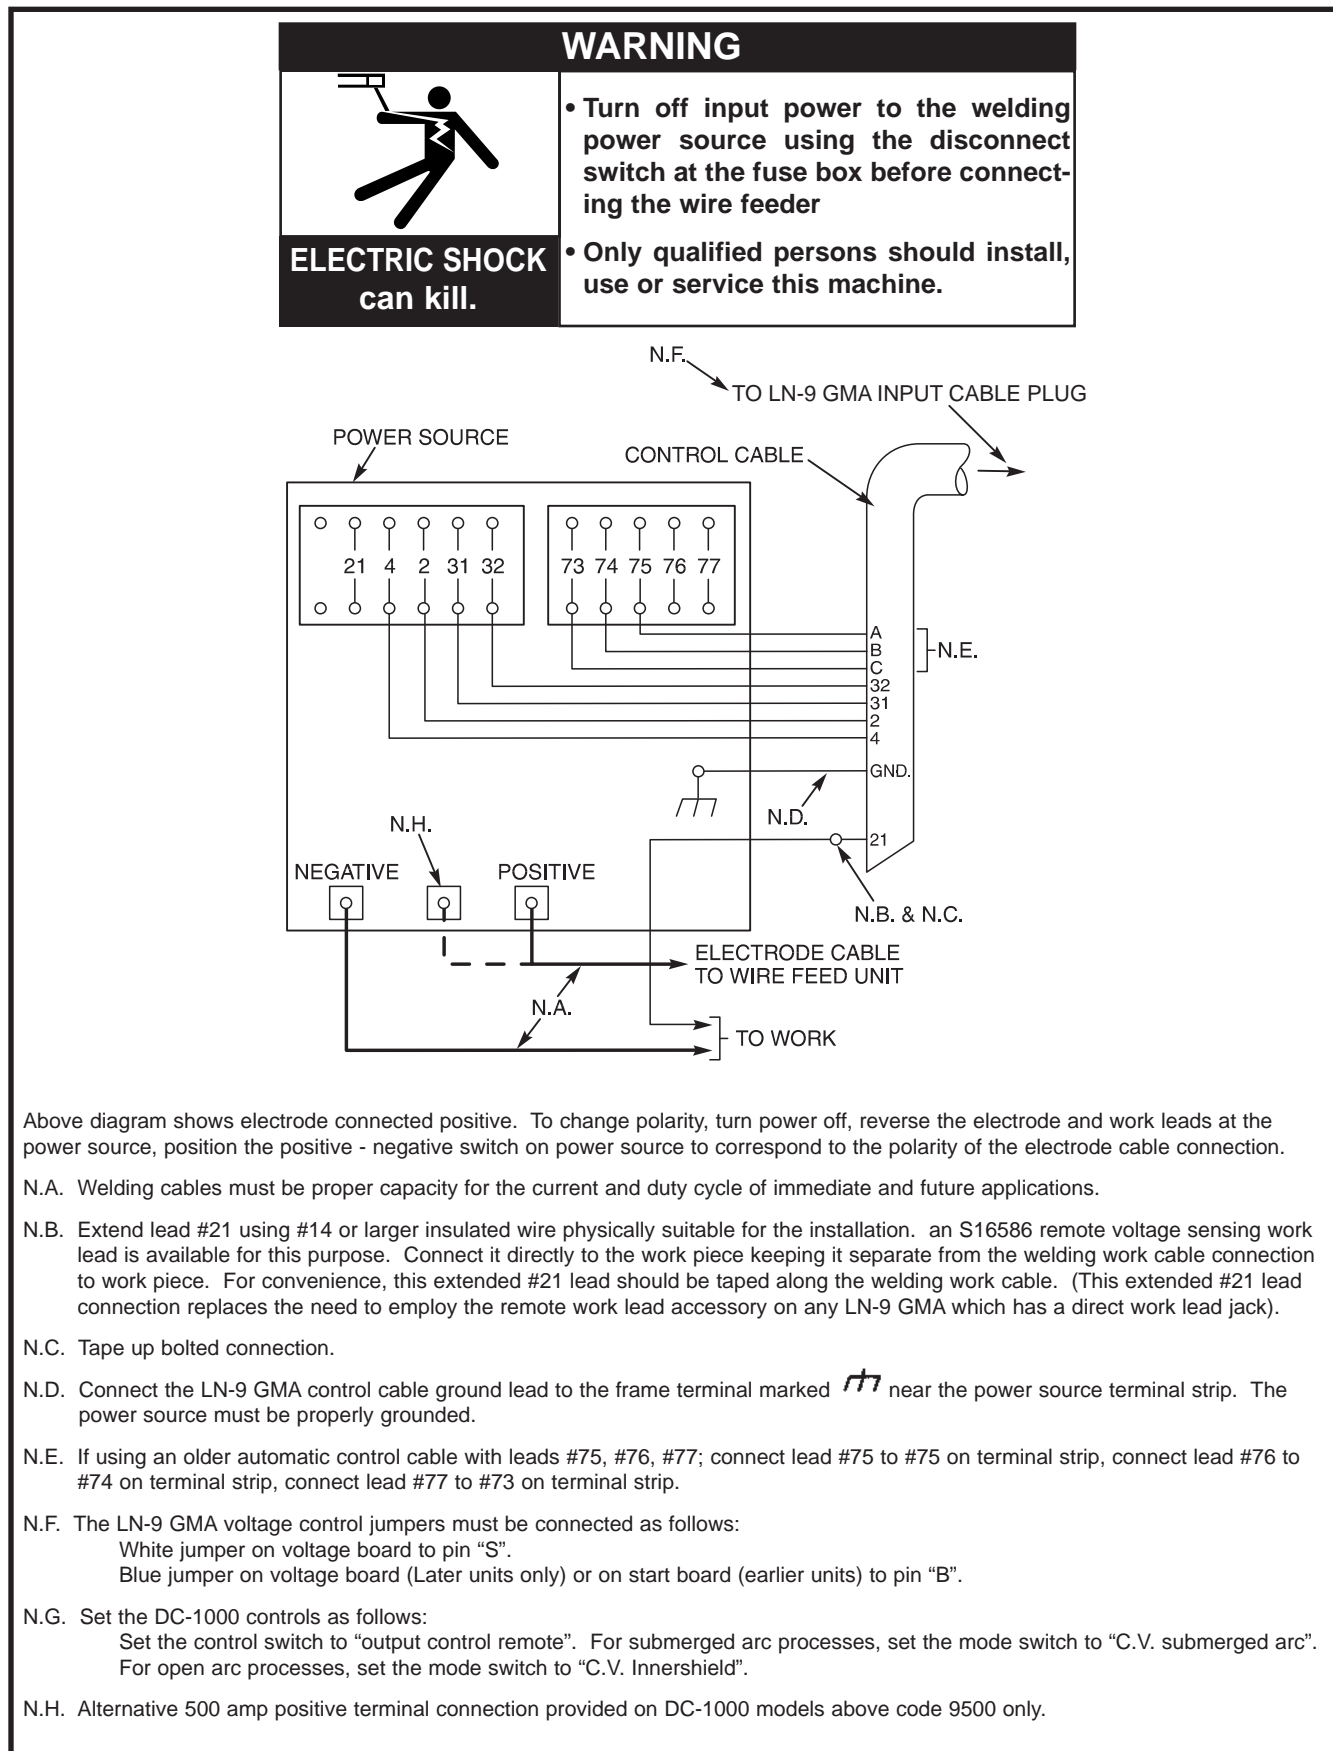 WARNING
• Turn off input power to the welding
power source using the disconnect
switch at the fuse box before connect-
ing the wire feeder
• Only qualified persons should install,
use or service this machine.
ELECTRIC SHOCK
can kill.
N.F.
TO LN-9 GMA INPUT CABLE PLUG
POWER SOURCE
CONTROL CABLE
21 4 2 31 32
73 74 75 76 77
A
B
C
N.E.
32
31
2
4
GND.
N.D.
21
N.H.
NEGATIVE
POSITIVE
N.B. & N.C.
ELECTRODE CABLE
TO WIRE FEED UNIT
N.A.
TO WORK
Above diagram shows electrode connected positive. To change polarity, turn power off, reverse the electrode and work leads at the
power source, position the positive - negative switch on power source to correspond to the polarity of the electrode cable connection.
N.A. Welding cables must be proper capacity for the current and duty cycle of immediate and future applications.
N.B. Extend lead #21 using #14 or larger insulated wire physically suitable for the installation. an S16586 remote voltage sensing work
lead is available for this purpose. Connect it directly to the work piece keeping it separate from the welding work cable connection
to work piece. For convenience, this extended #21 lead should be taped along the welding work cable. (This extended #21 lead
connection replaces the need to employ the remote work lead accessory on any LN-9 GMA which has a direct work lead jack).
N.C. Tape up bolted connection.
N.D. Connect the LN-9 GMA control cable ground lead to the frame terminal marked near the power source terminal strip. The
power source must be properly grounded.
N.E. If using an older automatic control cable with leads #75, #76, #77; connect lead #75 to #75 on terminal strip, connect lead #76 to
#74 on terminal strip, connect lead #77 to #73 on terminal strip.
N.F. The LN-9 GMA voltage control jumpers must be connected as follows:
White jumper on voltage board to pin “S”.
Blue jumper on voltage board (Later units only) or on start board (earlier units) to pin “B”.
N.G. Set the DC-1000 controls as follows:
Set the control switch to “output control remote”. For submerged arc processes, set the mode switch to “C.V. submerged arc”.
For open arc processes, set the mode switch to “C.V. Innershield”.
N.H. Alternative 500 amp positive terminal connection provided on DC-1000 models above code 9500 only.